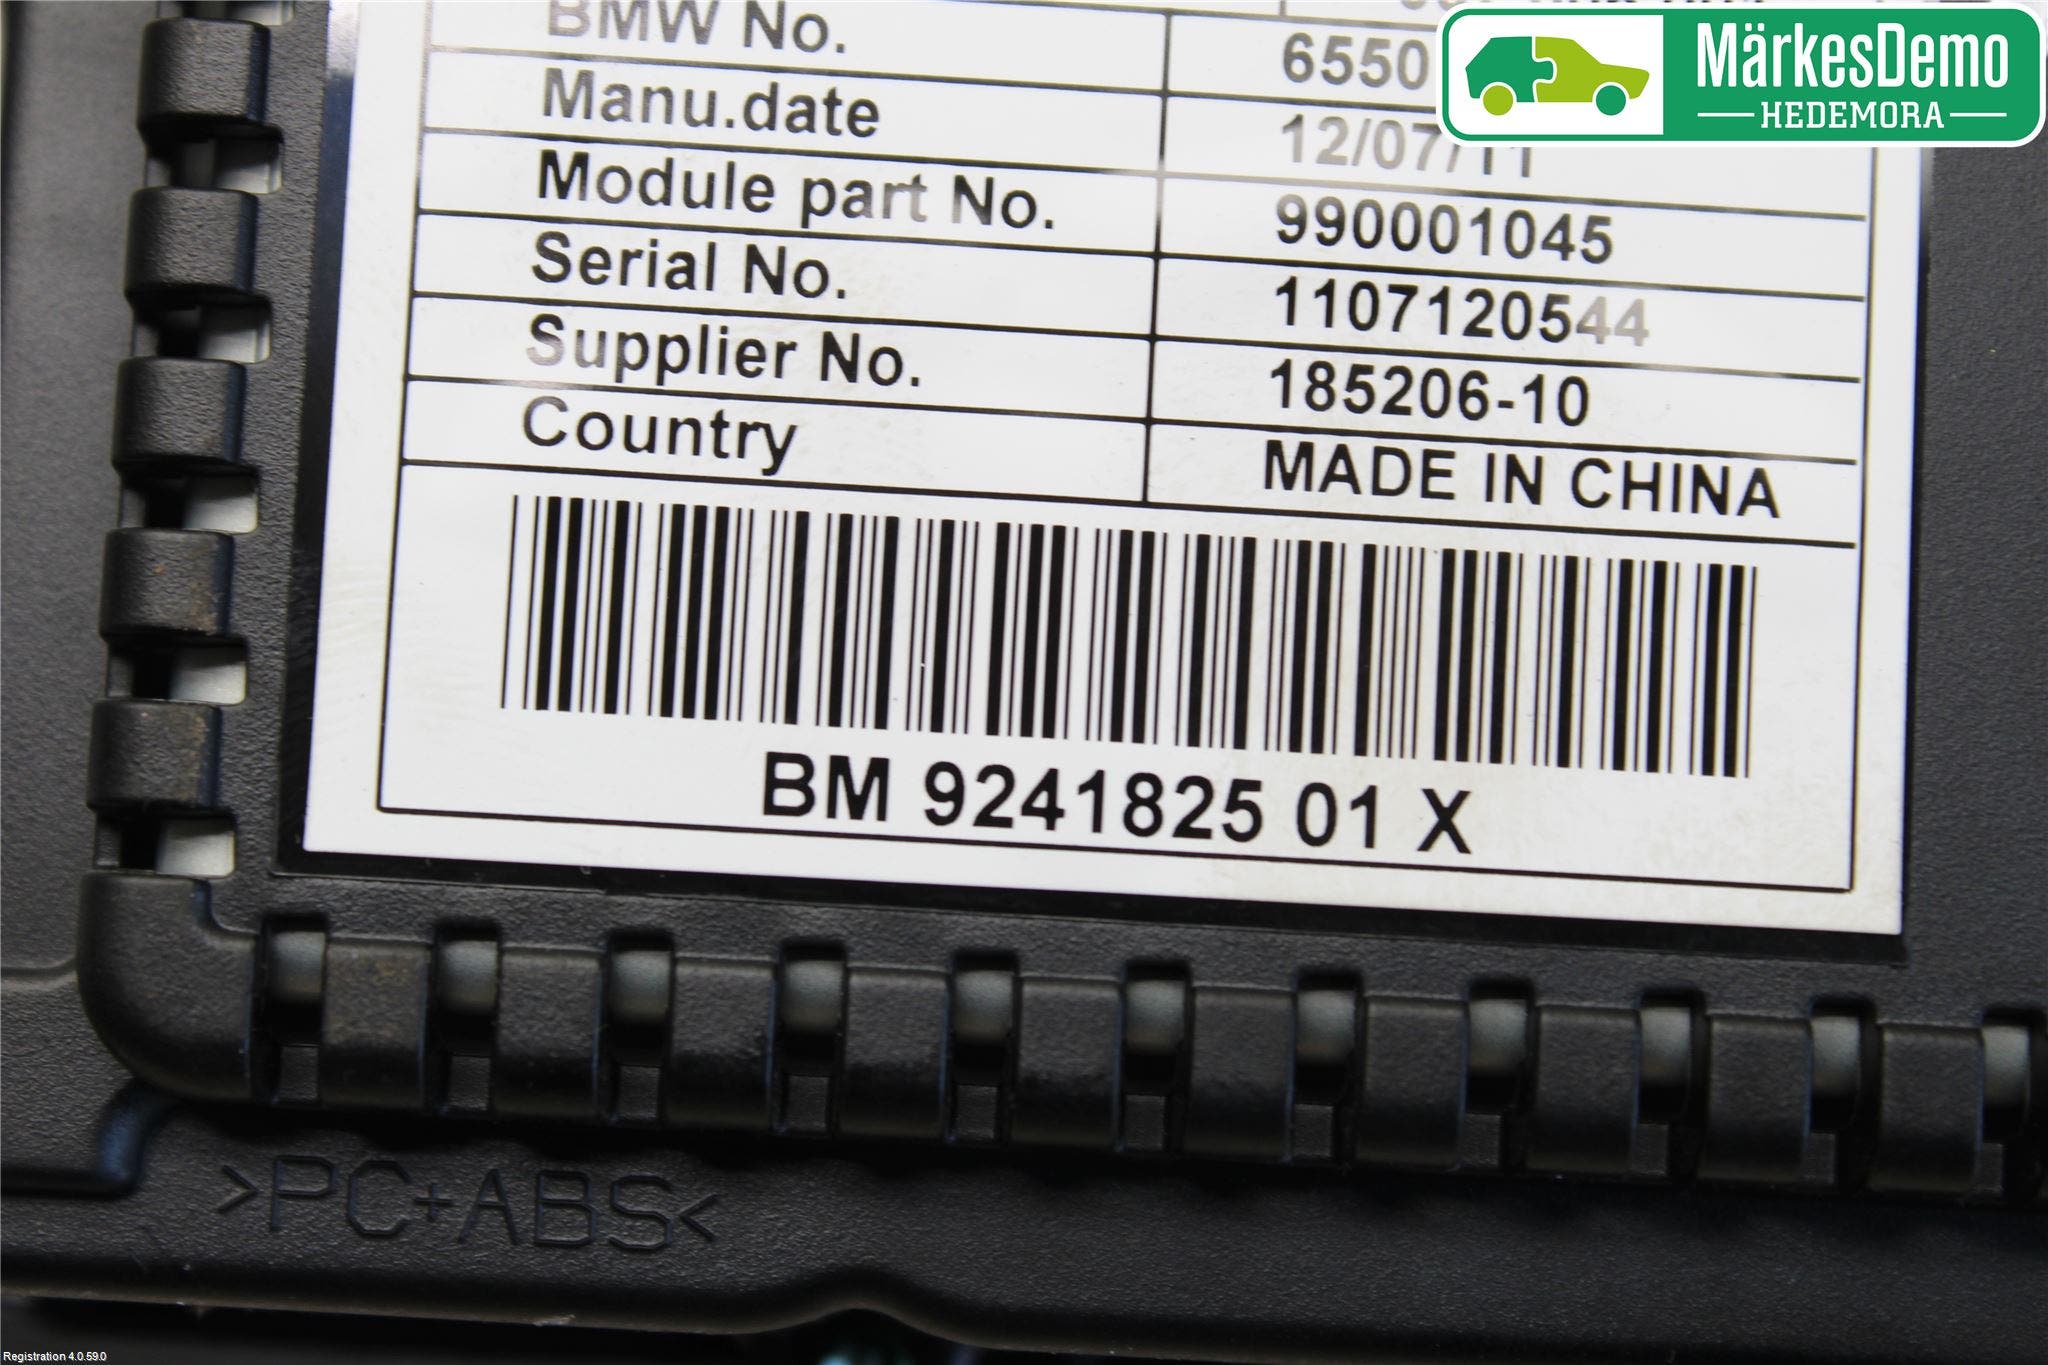 BMW No. 6550
Manu.date 12/07/11
Module part No. 990001045
Serial No. 1107120544
Supplier No. 185206-10
Country MADE IN CHINA
BM 9241825 01 X
>PC+ABS<
MärkesDemo
HEDEMORA
Registration 4.0.59.0